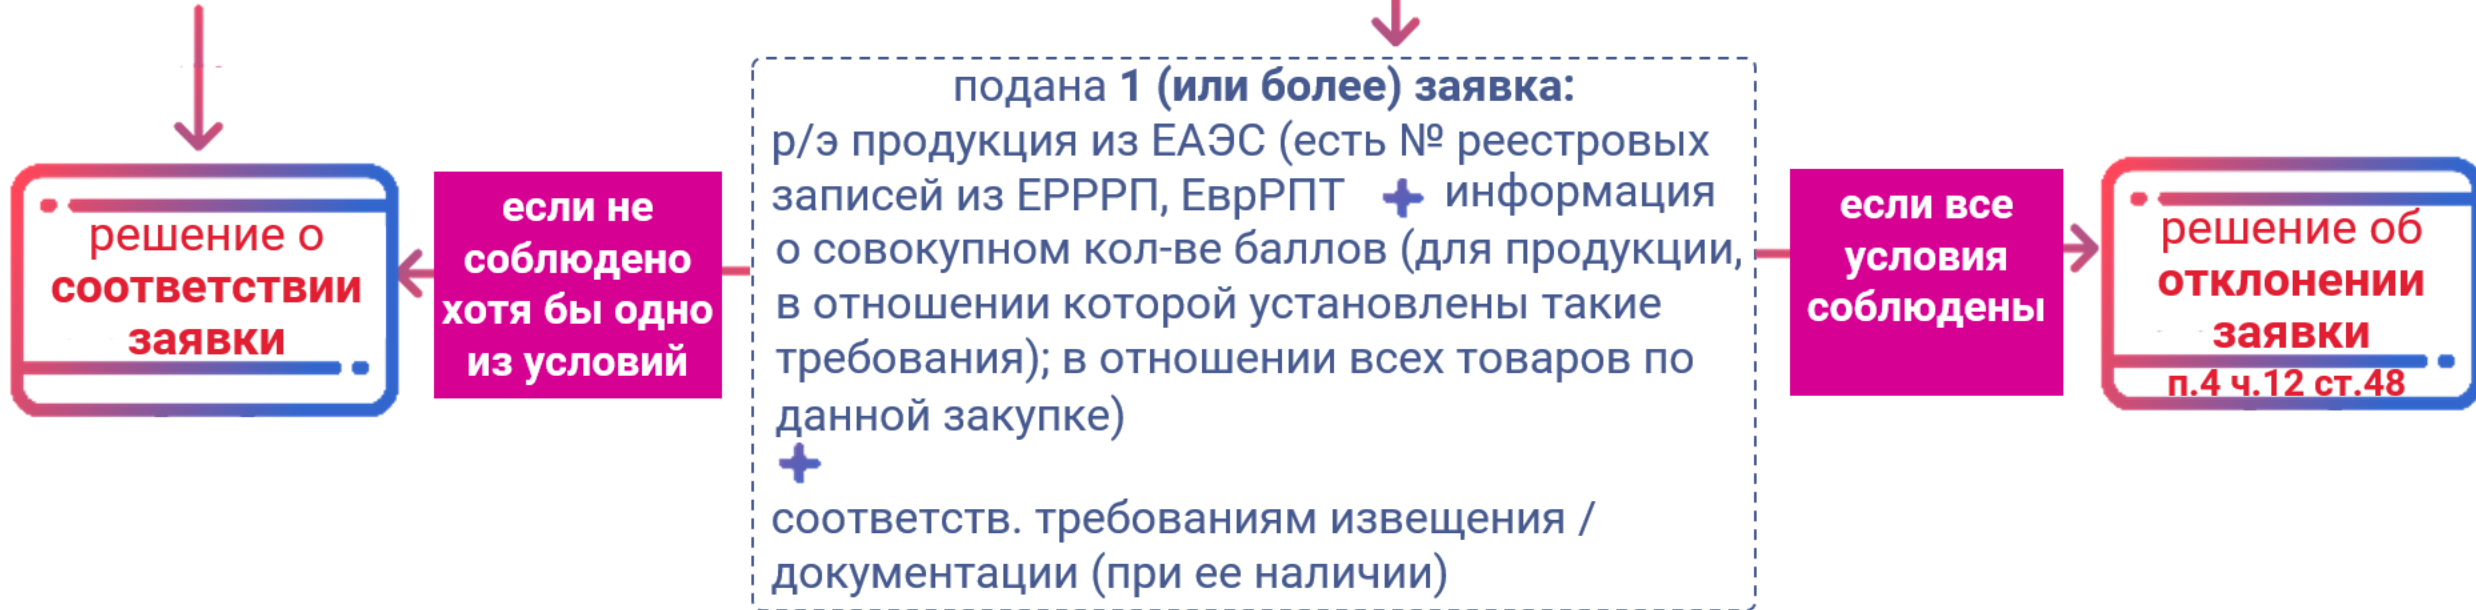 решение о
соответствии
заявки
если не
соблюдено
хотя бы одно
из условий
подана 1 (или более) заявка:
р/э продукция из ЕАЭС (есть № реестровых
записей из ЕРРРП, ЕврРПТ + информация
о совокупном кол-ве баллов (для продукции,
в отношении которой установлены такие
требования); в отношении всех товаров по
данной закупке)
+
соответств. требованиям извещения /
документации (при ее наличии)
если все
условия
соблюдены
решение об
отклонении
заявки
п.4 ч.12 ст.48